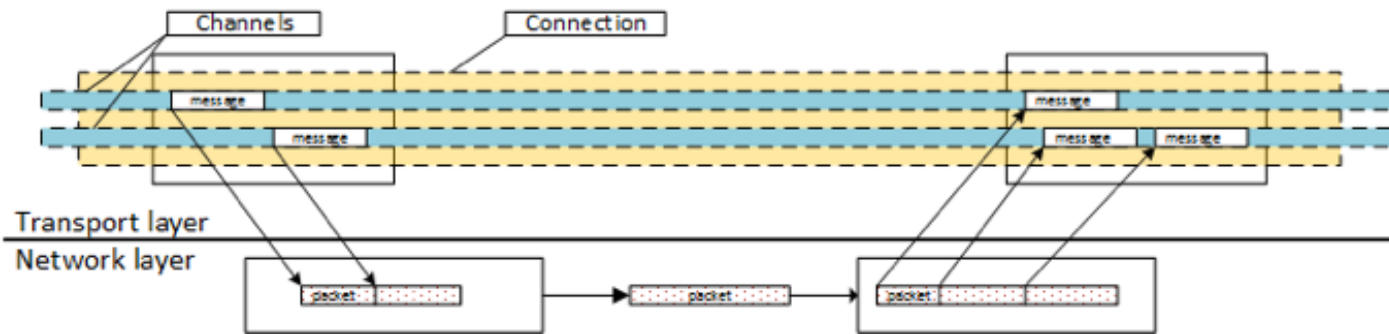 Channels
Connection
message
message
message
message
message
Transport layer
Network layer
packet
packet
packet